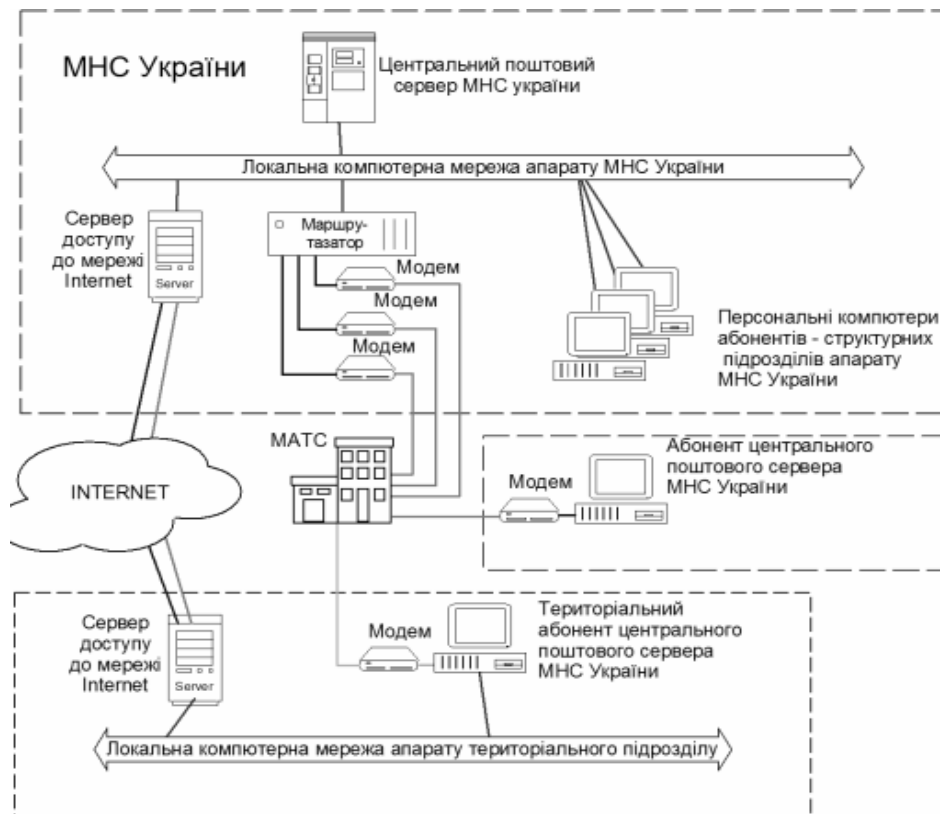 МНС України
Центральний поштовий
сервер МНС україни
Локальна компьютерна мережа апарату МНС України
Сервер
доступу
до мережі
Internet
Server
Маршру-
тазатор
Модем
Модем
Модем
Персональні компьютери
абонентів - структурних
підрозділів апарату
МНС України
МАТС
INTERNET
Абонент центрального
поштового сервера
МНС України
Модем
Сервер
доступу
до мережі
Internet
Server
Модем
Територіальний
абонент центрального
поштового сервера
МНС України
Локальна компьютерна мережа апарату територіального підрозділу